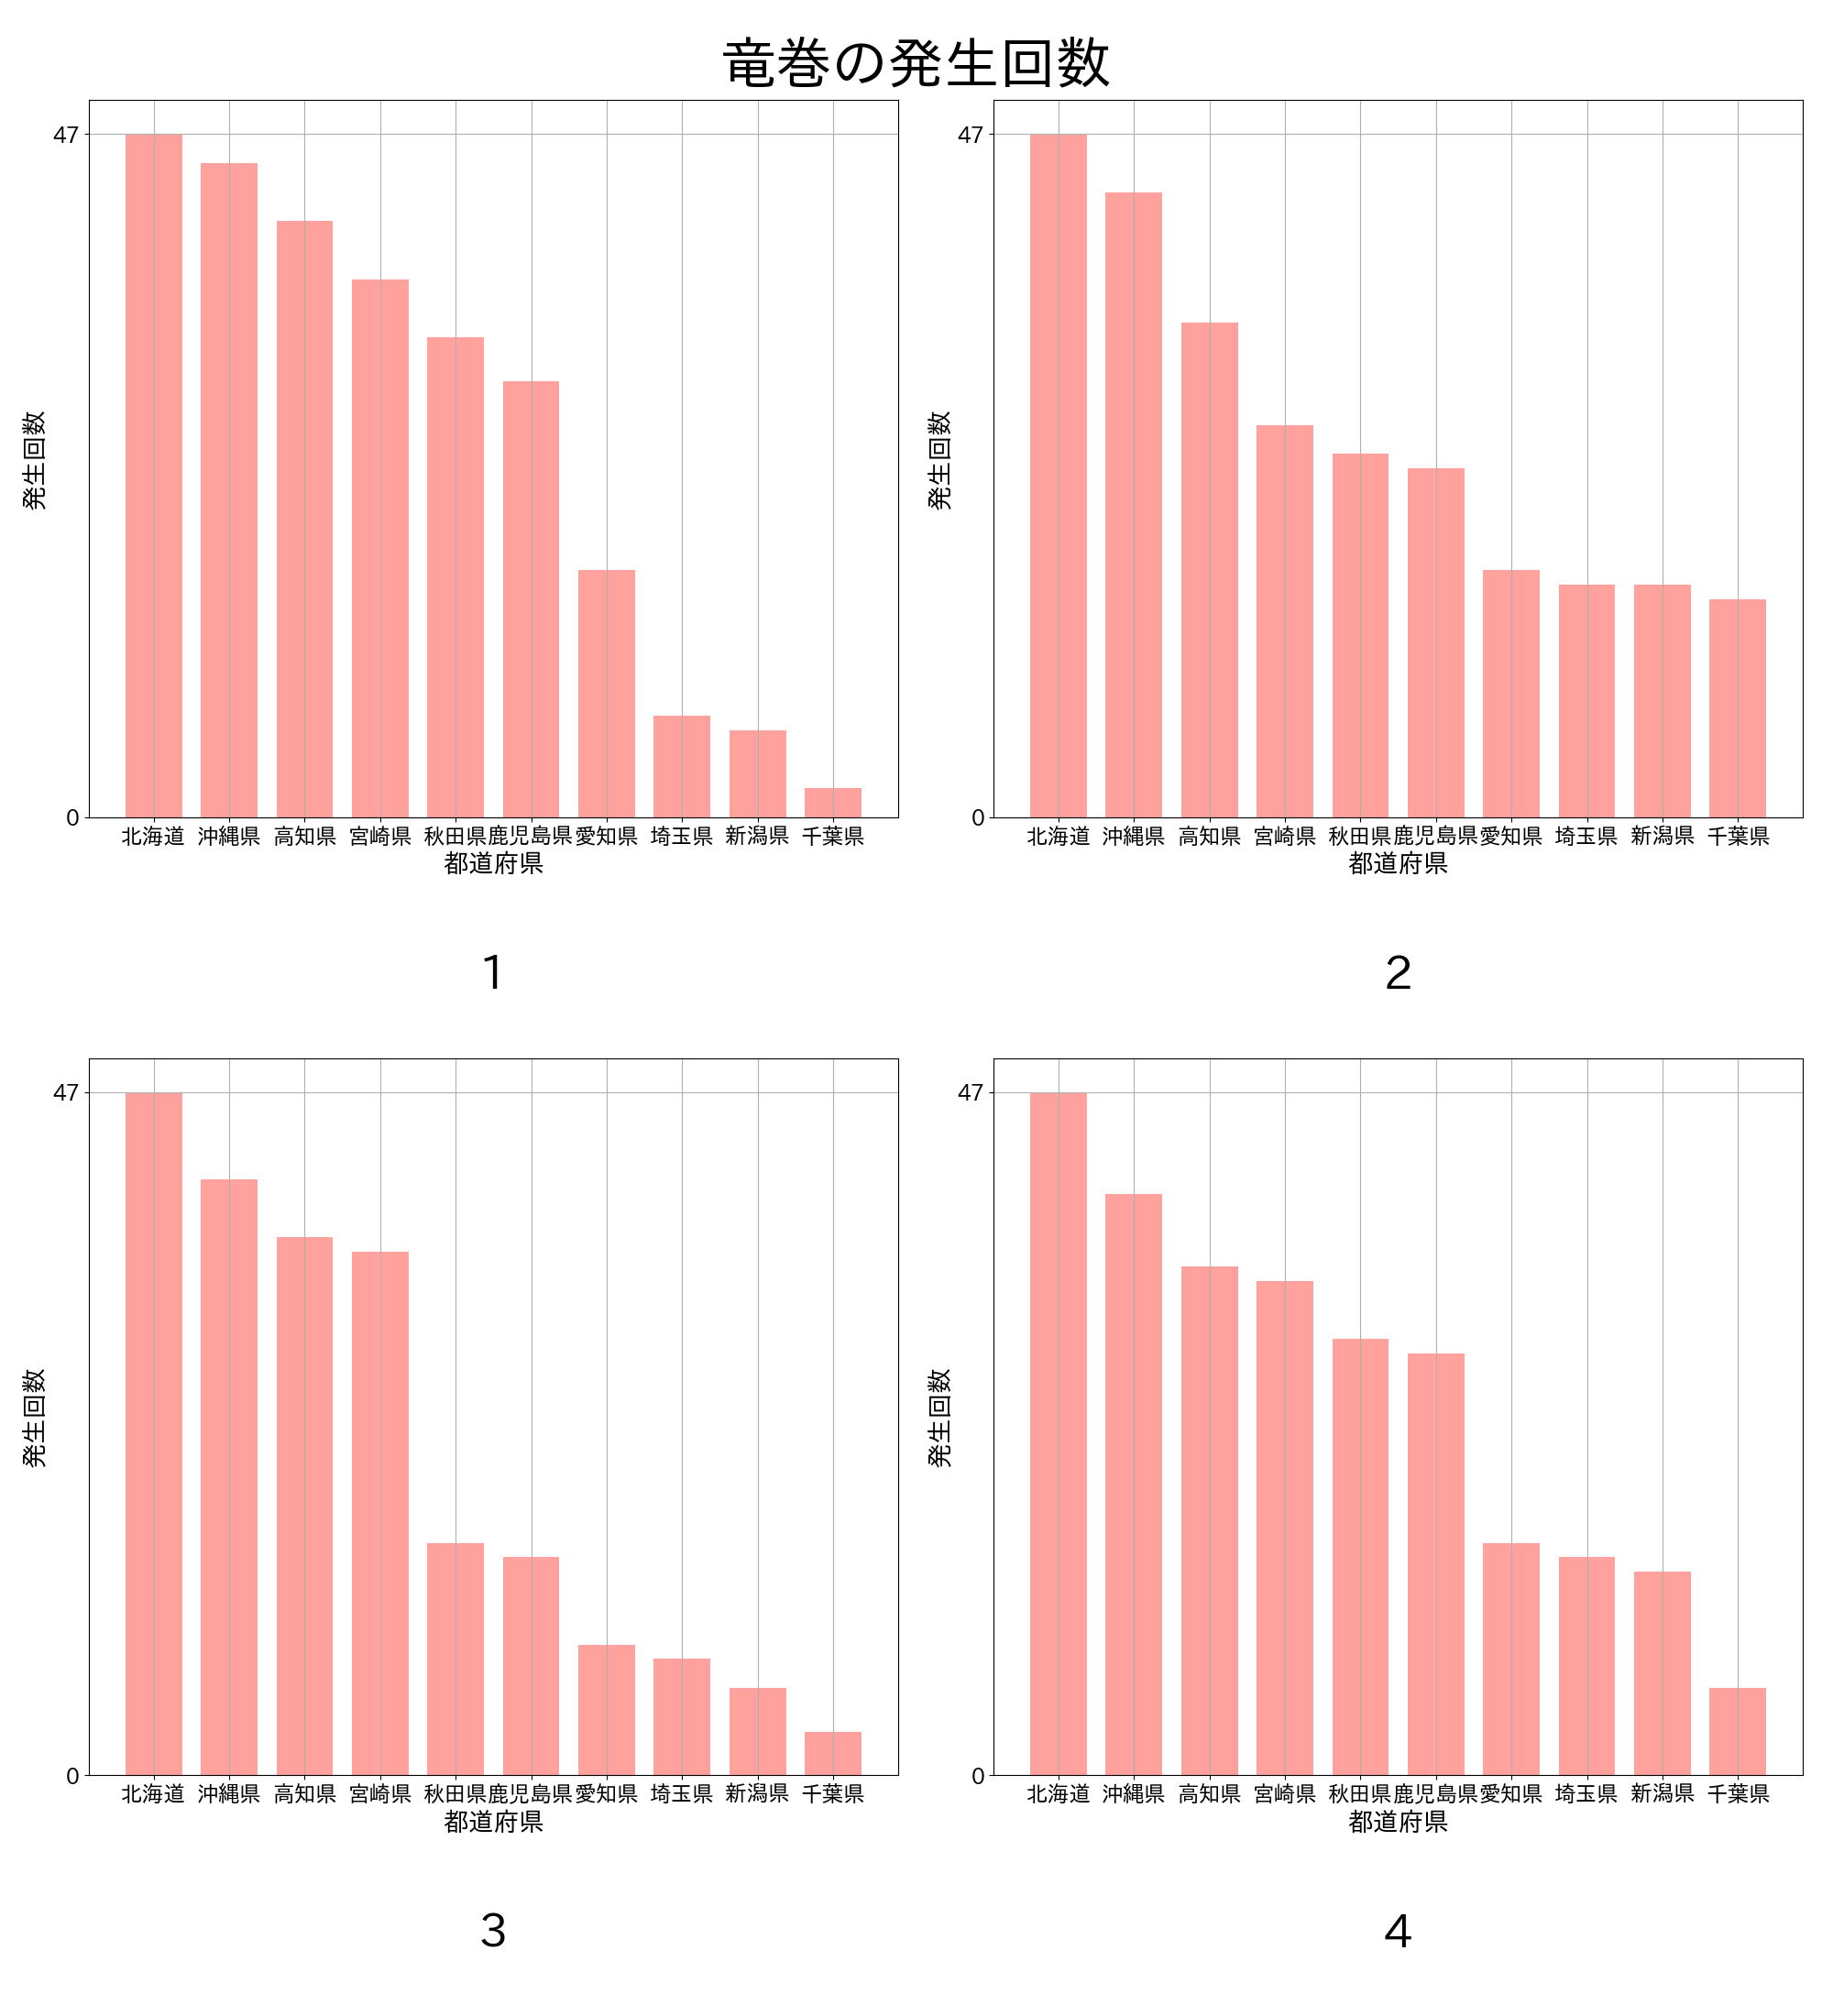 竜巻の発生回数
47
0
発生回数
北海道 沖縄県 高知県 宮崎県 秋田県 鹿児島県 愛知県 埼玉県 新潟県 千葉県
都道府県
1
47
0
発生回数
北海道 沖縄県 高知県 宮崎県 秋田県 鹿児島県 愛知県 埼玉県 新潟県 千葉県
都道府県
2
47
0
発生回数
北海道 沖縄県 高知県 宮崎県 秋田県 鹿児島県 愛知県 埼玉県 新潟県 千葉県
都道府県
3
47
0
発生回数
北海道 沖縄県 高知県 宮崎県 秋田県 鹿児島県 愛知県 埼玉県 新潟県 千葉県
都道府県
4